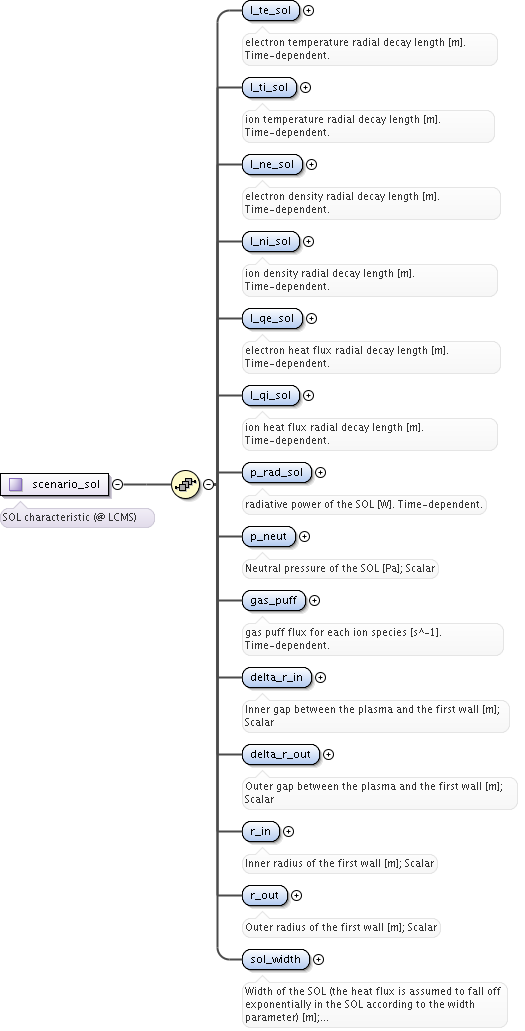 l_te_sol
electron temperature radial decay length [m].
Time-dependent.
l_ti_sol
ion temperature radial decay length [m].
Time-dependent.
l_ne_sol
electron density radial decay length [m].
Time-dependent.
l_ni_sol
ion density radial decay length [m].
Time-dependent.
l_qe_sol
electron heat flux radial decay length [m].
Time-dependent.
l_qi_sol
ion heat flux radial decay length [m].
Time-dependent.
scenario_sol
SOL characteristic (@ LCMS)
p_rad_sol
radiative power of the SOL [W]. Time-dependent.
p_neut
Neutral pressure of the SOL [Pa]; Scalar
gas_puff
gas puff flux for each ion species [s^-1].
Time-dependent.
delta_r_in
Inner gap between the plasma and the first wall [m];
Scalar
delta_r_out
Outer gap between the plasma and the first wall [m];
Scalar
r_in
Inner radius of the first wall [m]; Scalar
r_out
Outer radius of the first wall [m]; Scalar
sol_width
Width of the SOL (the heat flux is assumed to fall off
exponentially in the SOL according to the width
parameter) [m];...